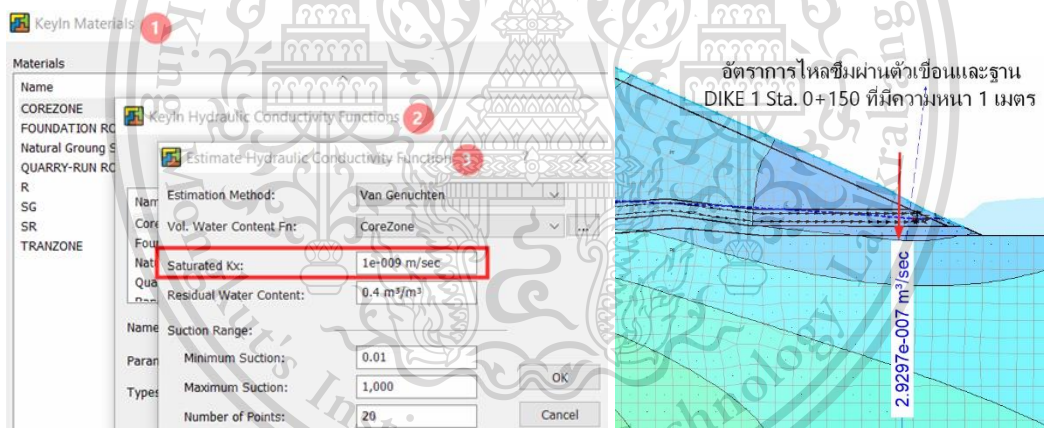 KeyIn Materials
1
Materials
Name
COREZONE
FOUNDATION RO
Natural Groung S
QUARRY-RUN RO
R
SG
SR
TRANZONE
KeyIn Hydraulic Conductivity Functions
2
Estimate Hydraulic Conductivity Function
3
?
Nam
Core
Four
Nat
Qua
Name
Param
Types
Estimation Method:
Van Genuchten
Vol. Water Content Fn:
CoreZone
...
Saturated Kx:
1e-009 m/sec
Residual Water Content:
0.4 m³/m³
Suction Range:
Minimum Suction:
0.01
Maximum Suction:
1,000
Number of Points:
20
OK
Cancel
อัตราการไหลซึมผ่านตัวเขื่อนและฐาน
DIKE 1 Sta. 0+150 ที่มีความหนา 1 เมตร
2.9297e-007 m³/sec